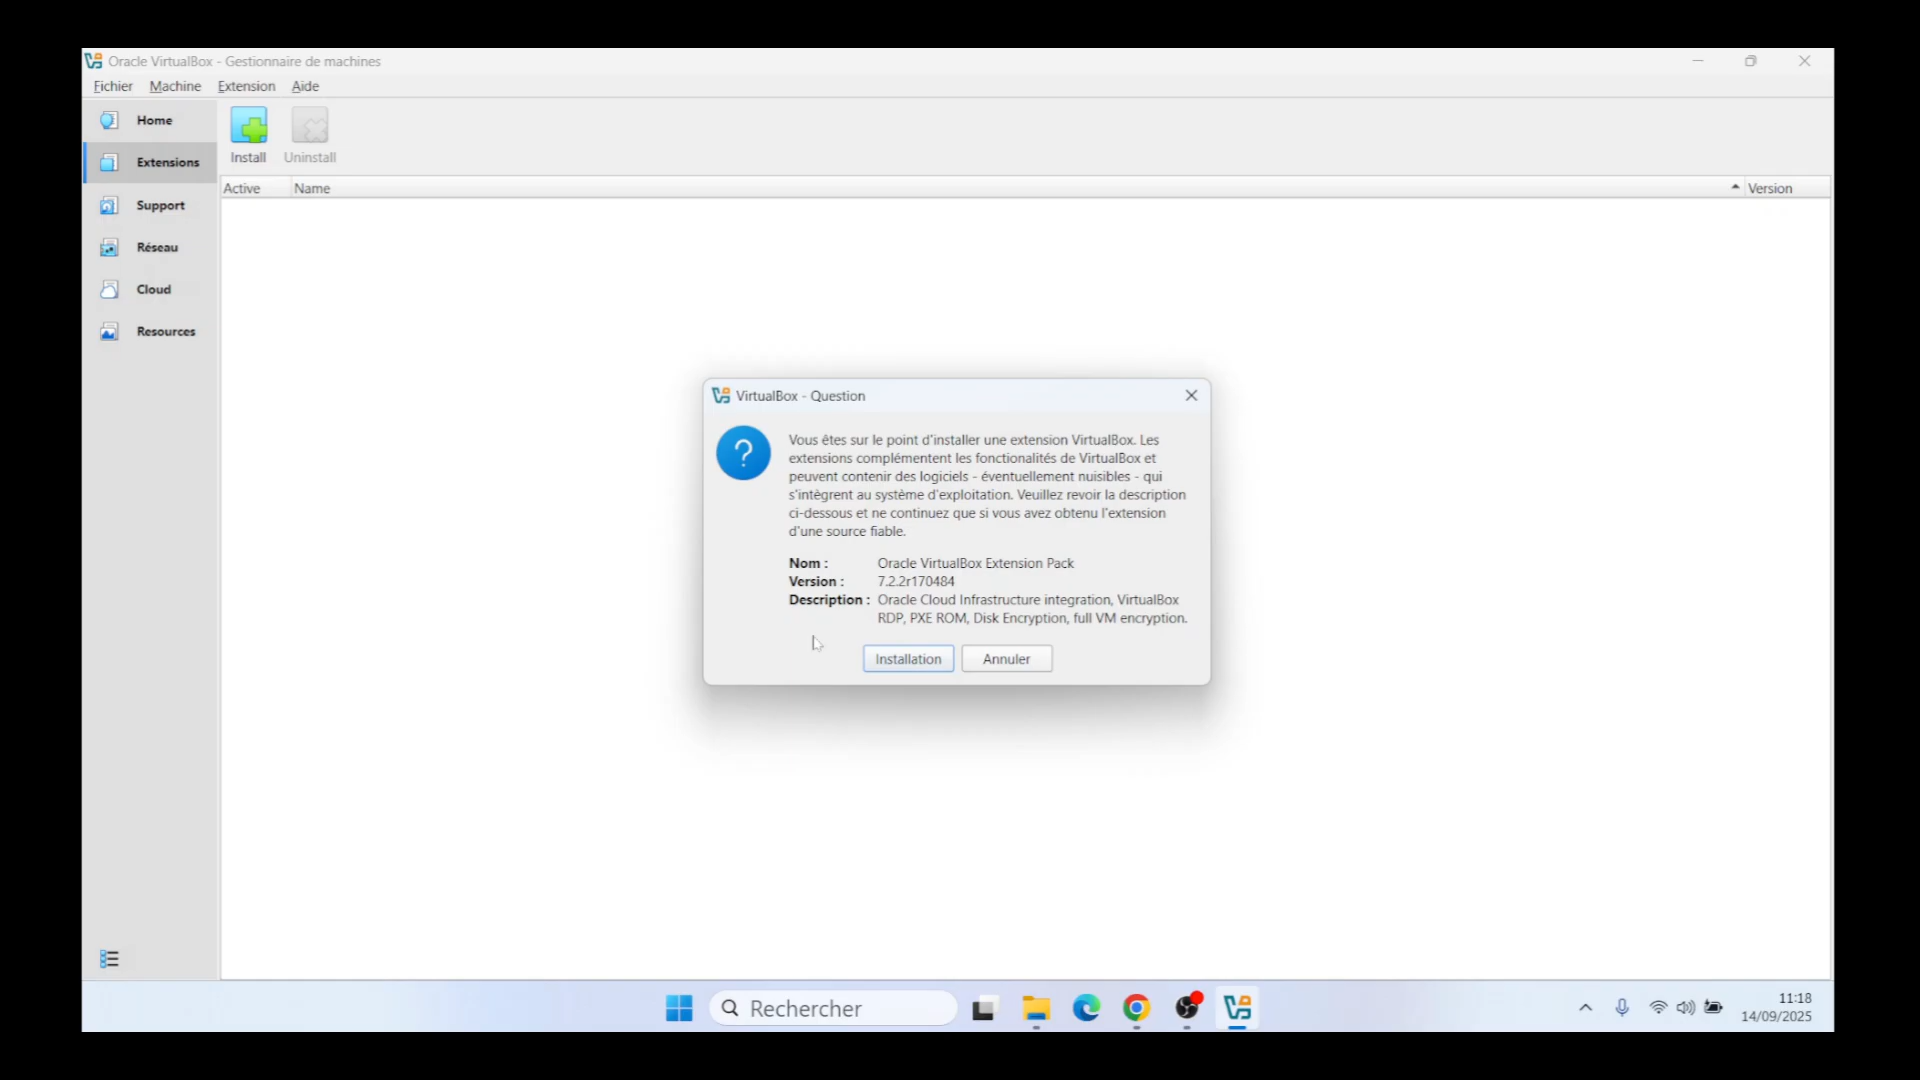 Oracle VirtualBox - Gestionnaire de machines
Fichier Machine Extension Aide
Home
Extensions
Support
Réseau
Cloud
Resources
Install Uninstall
Active Name Version
VirtualBox - Question
Vous êtes sur le point d'installer une extension VirtualBox. Les
extensions complémentent les fonctionalités de VirtualBox et
peuvent contenir des logiciels - éventuellement nuisibles - qui
s'intègrent au système d'exploitation. Veuillez revoir la description
ci-dessous et ne continuez que si vous avez obtenu l'extension
d'une source fiable.
Nom : Oracle VirtualBox Extension Pack
Version : 7.2.2r170484
Description : Oracle Cloud Infrastructure integration, VirtualBox
RDP, PXE ROM, Disk Encryption, full VM encryption.
Installation Annuler
Rechercher
11:18
14/09/2025